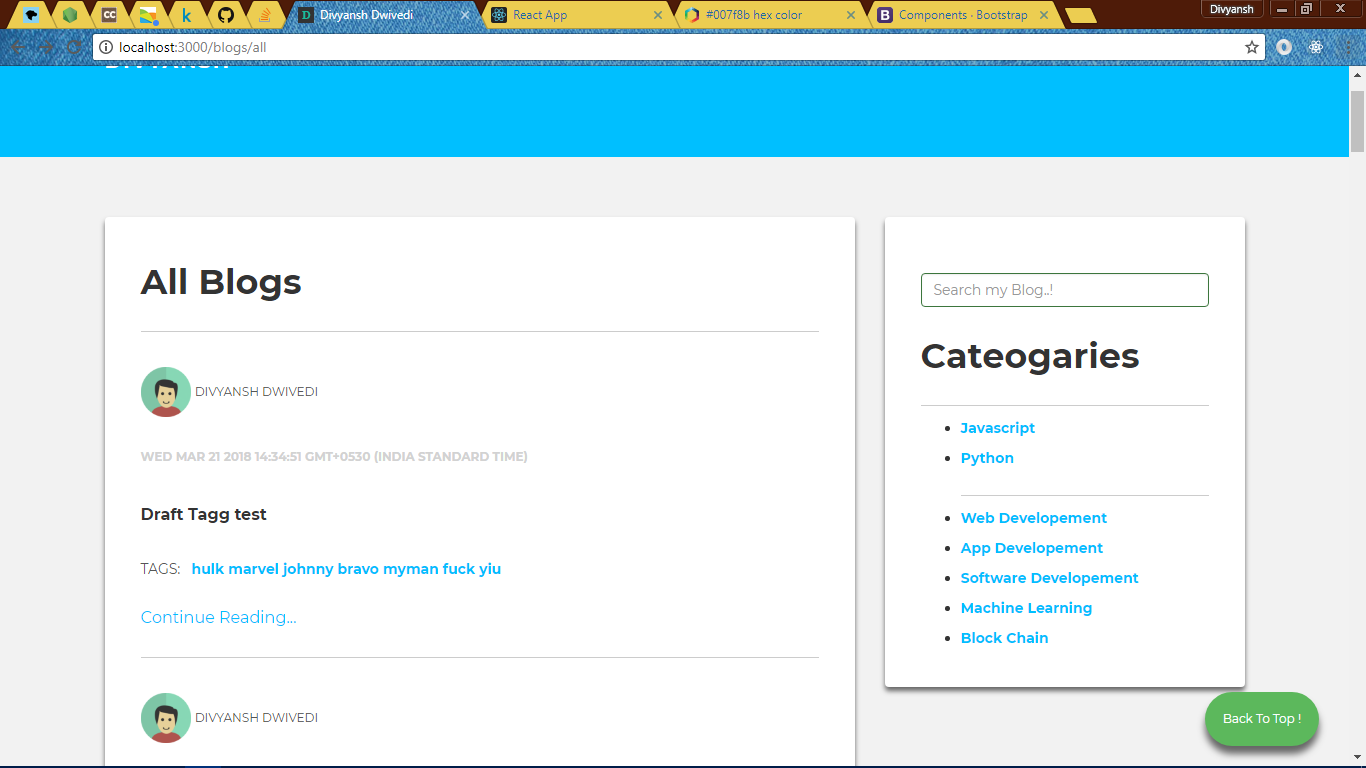 Divyansh Dwivedi
React App
#007f8b hex color
Components · Bootstrap
Divyansh
localhost:3000/blogs/all
All Blogs
DIVYANSH DWIVEDI
WED MAR 21 2018 14:34:51 GMT+0530 (INDIA STANDARD TIME)
Draft Tagg test
TAGS: hulk marvel johnny bravo myman fuck yiu
Continue Reading...
DIVYANSH DWIVEDI
Search my Blog..!
Cateogaries
Javascript
Python
Web Developement
App Developement
Software Developement
Machine Learning
Block Chain
Back To Top !